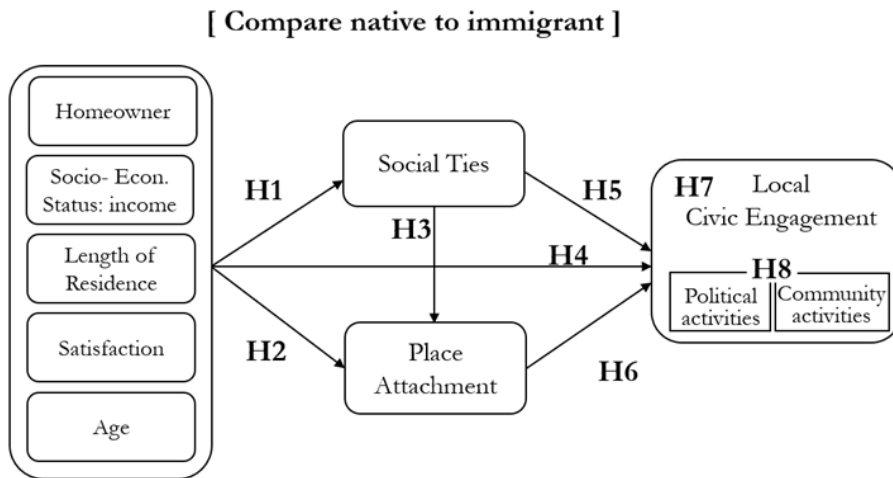 [ Compare native to immigrant ]
Homeowner
Socio- Econ.
Status: income
Length of
Residence
Satisfaction
Age
H1
H2
Social Ties
H3
H4
Place
Attachment
H5
H6
H7 Local
Civic Engagement
H8
Political
activities
Community
activities